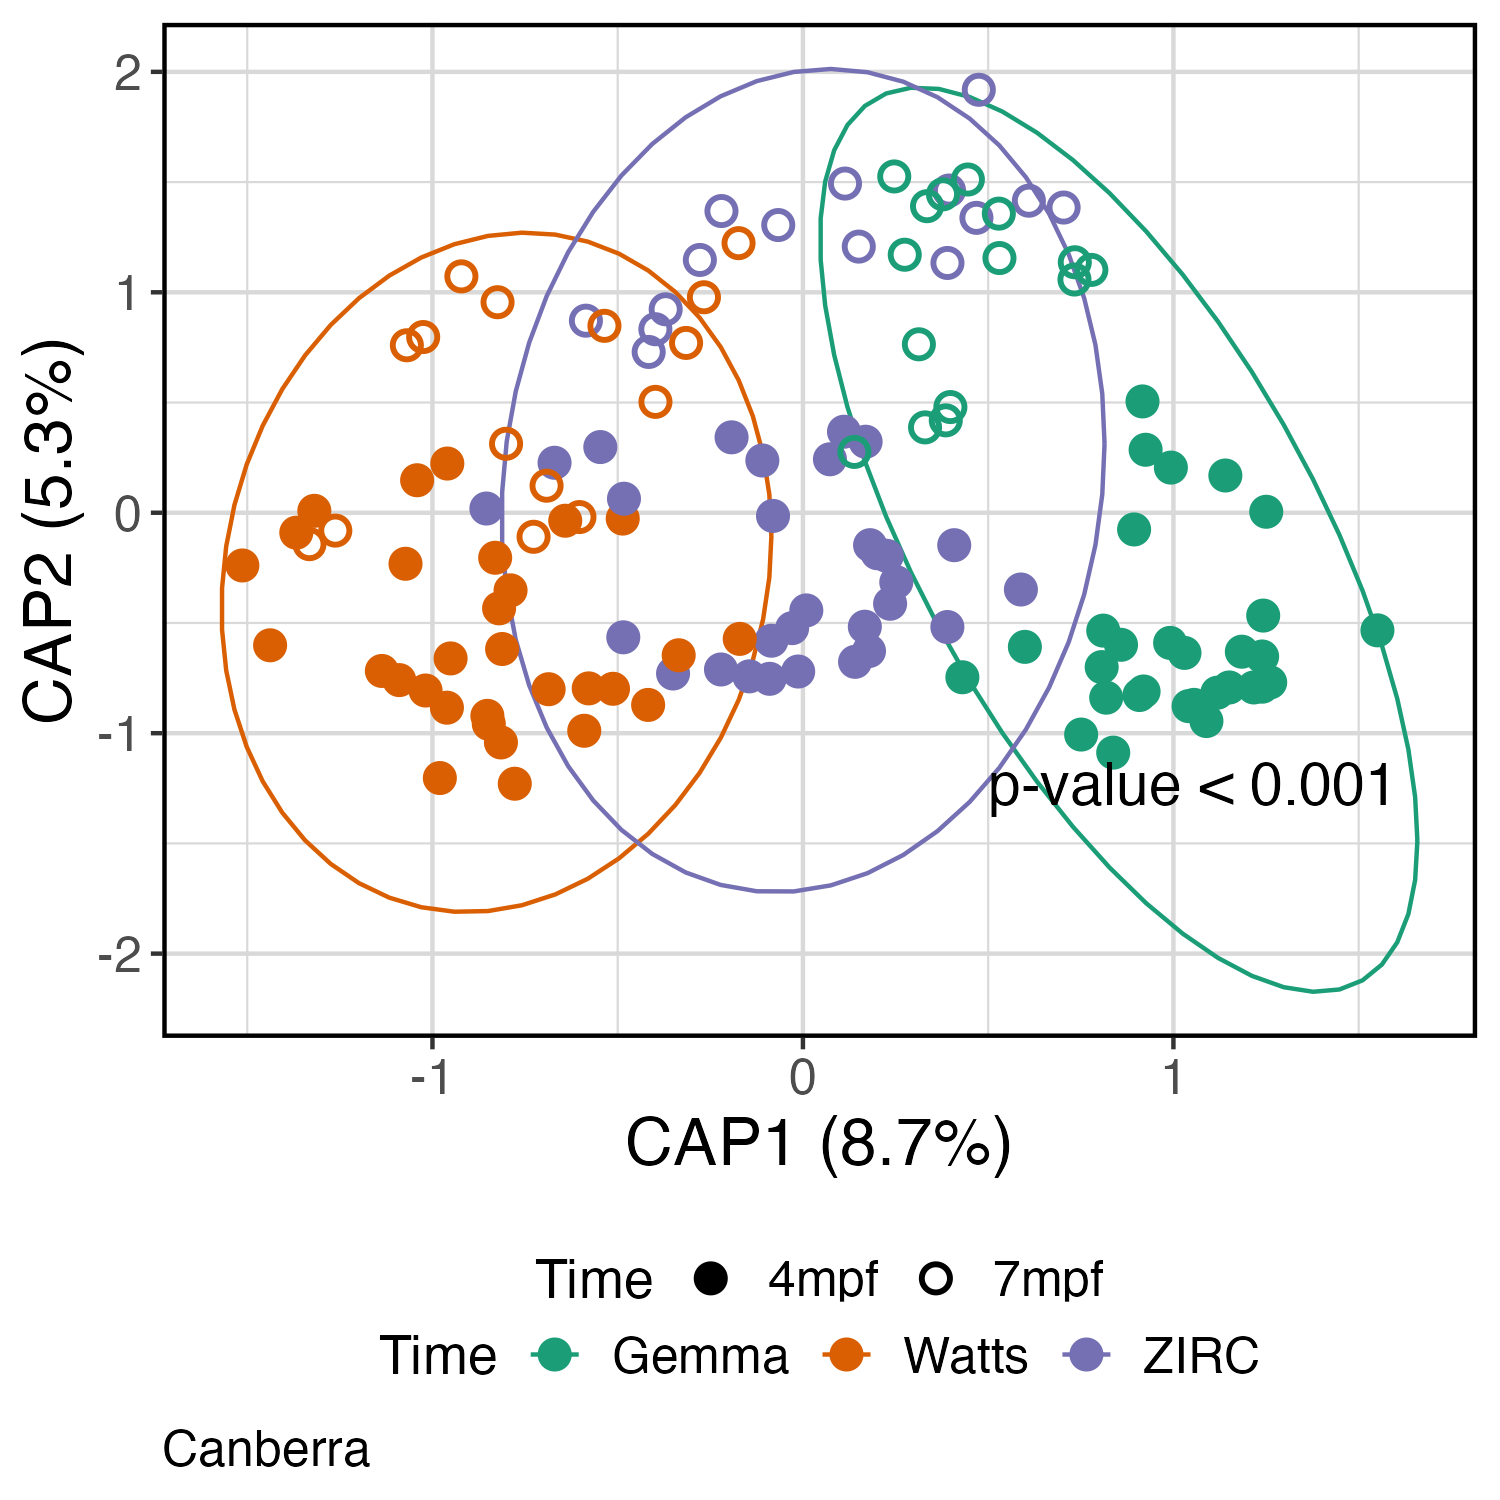 2
1
0
-1
-2
CAP2 (5.3%)
p-value < 0.001
-1 0 1
CAP1 (8.7%)
Time 4mpf 7mpf
Time Gemma Watts ZIRC
Canberra